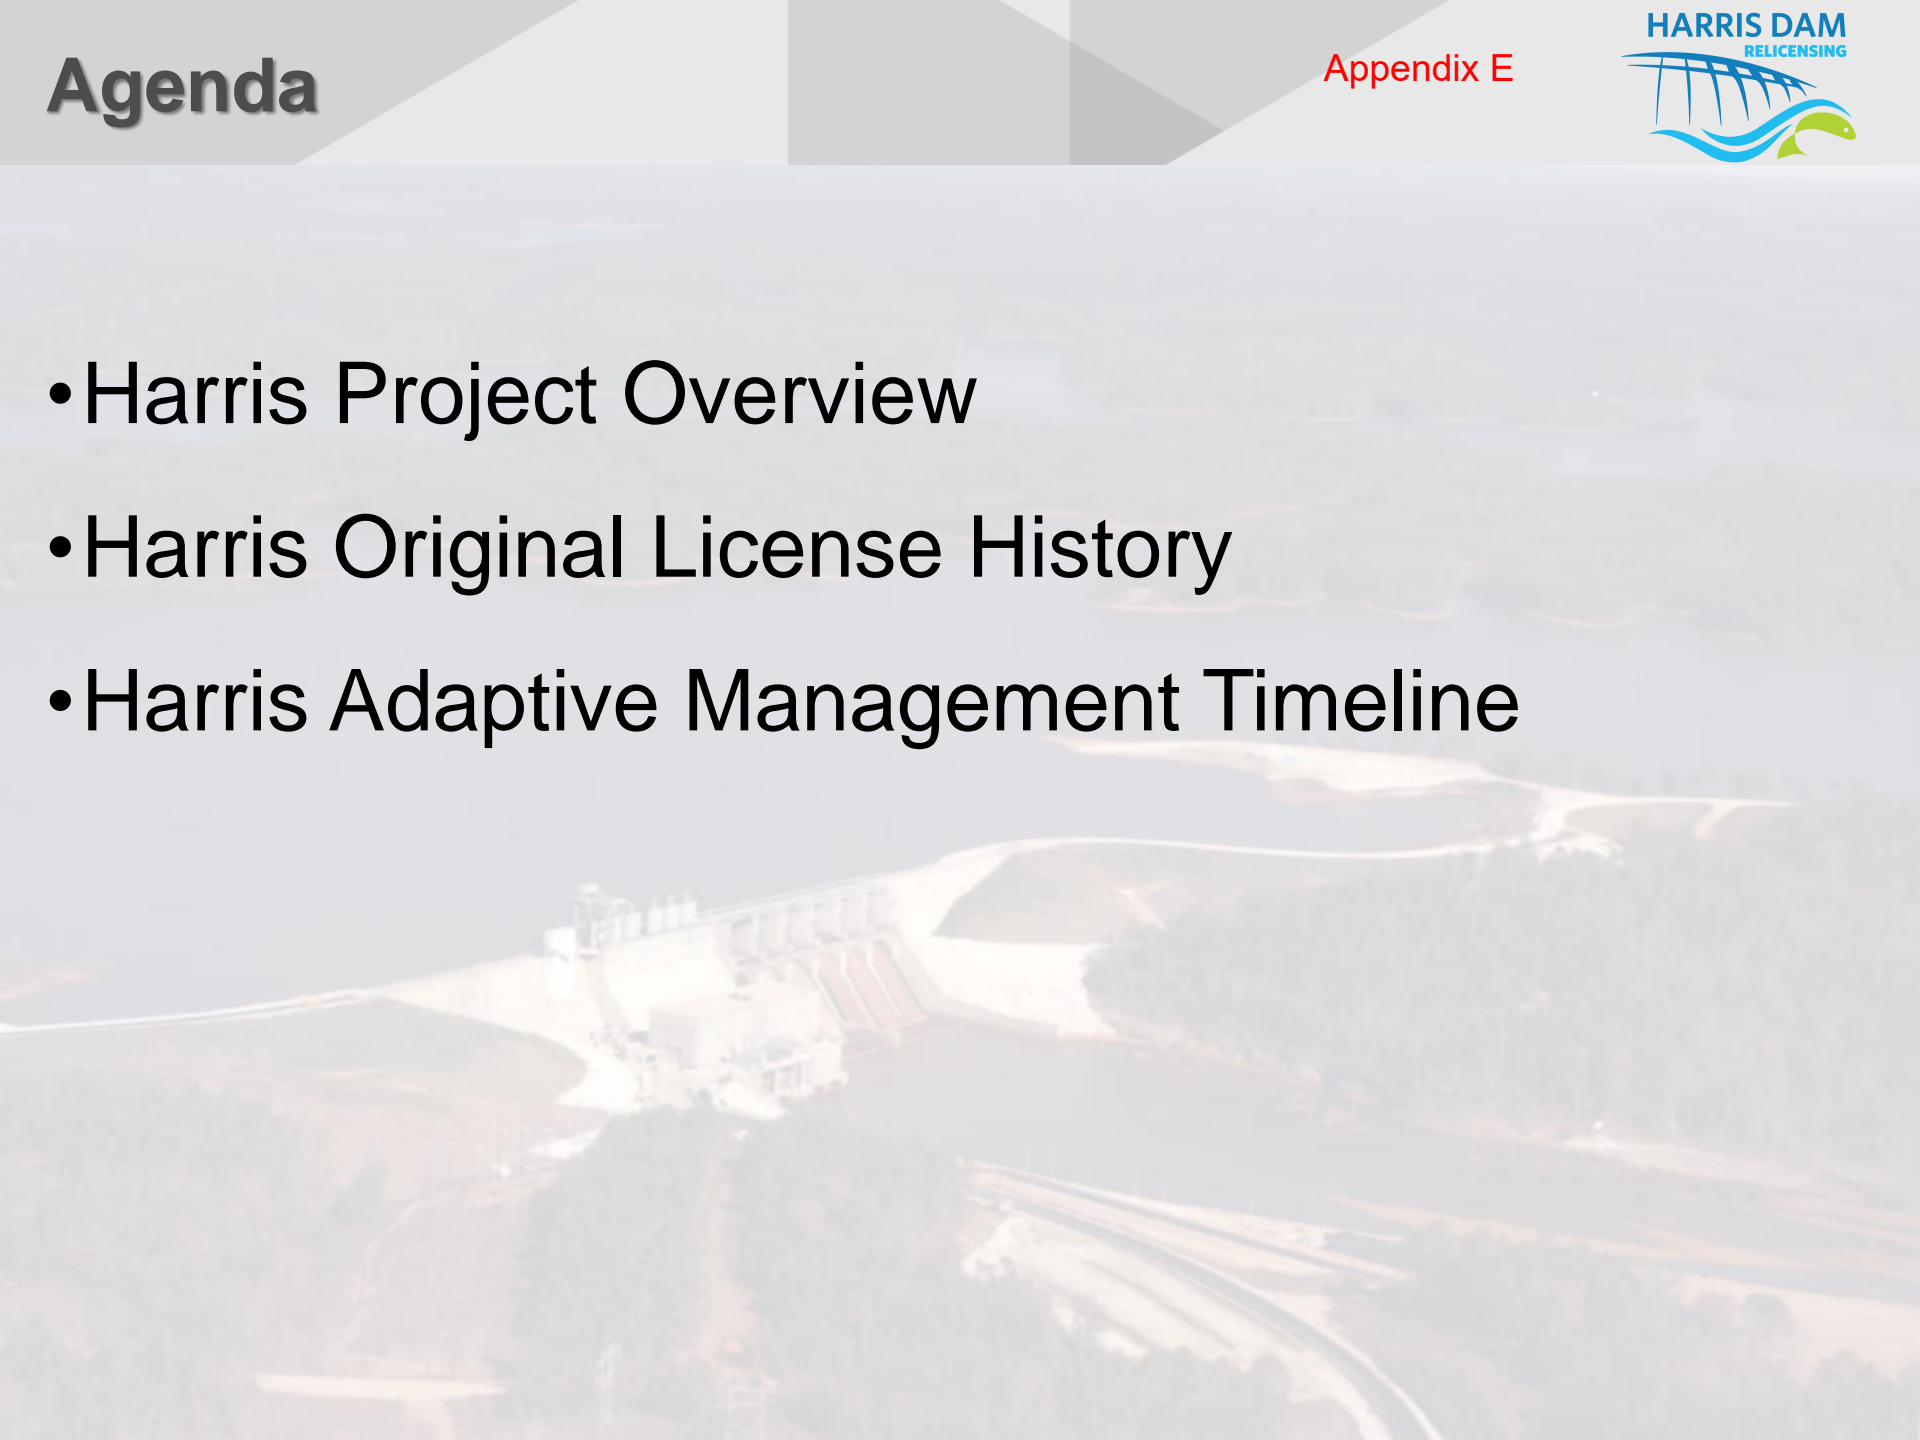 Agenda
Appendix E
HARRIS DAM
RELICENSING
•Harris Project Overview
•Harris Original License History
•Harris Adaptive Management Timeline